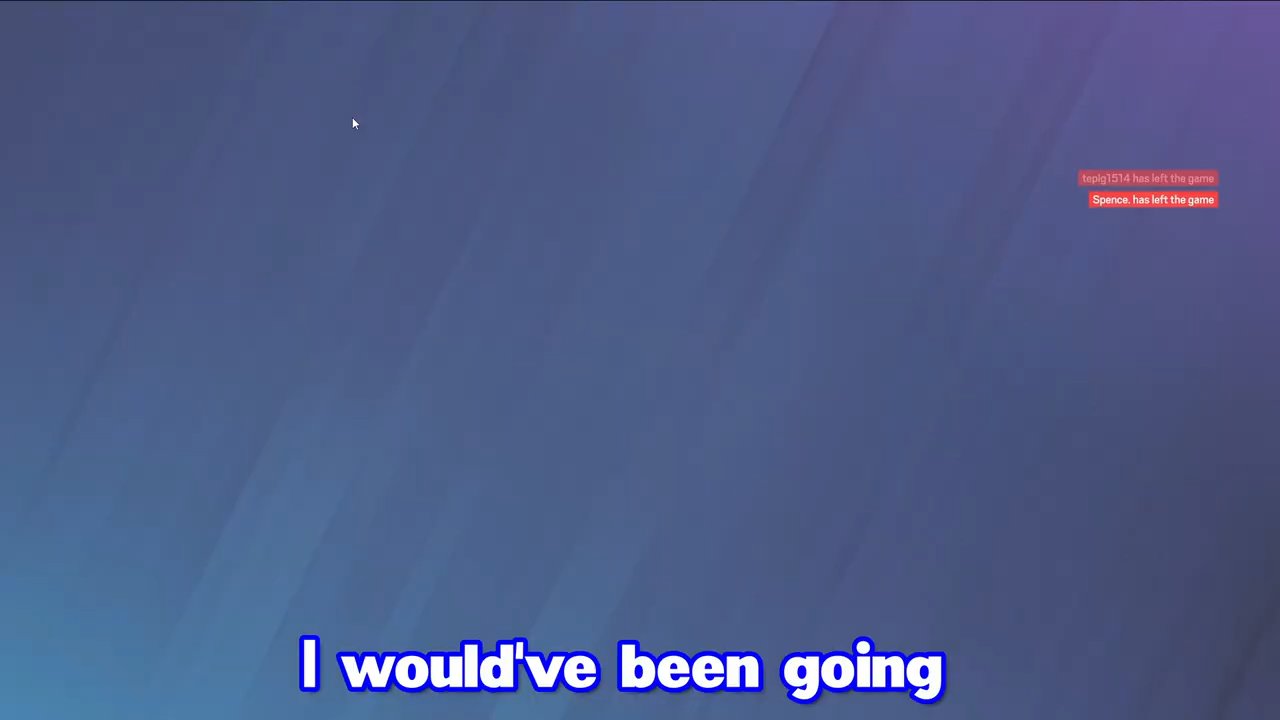 tepig1514 has left the game
Spence. has left the game
I would've been going